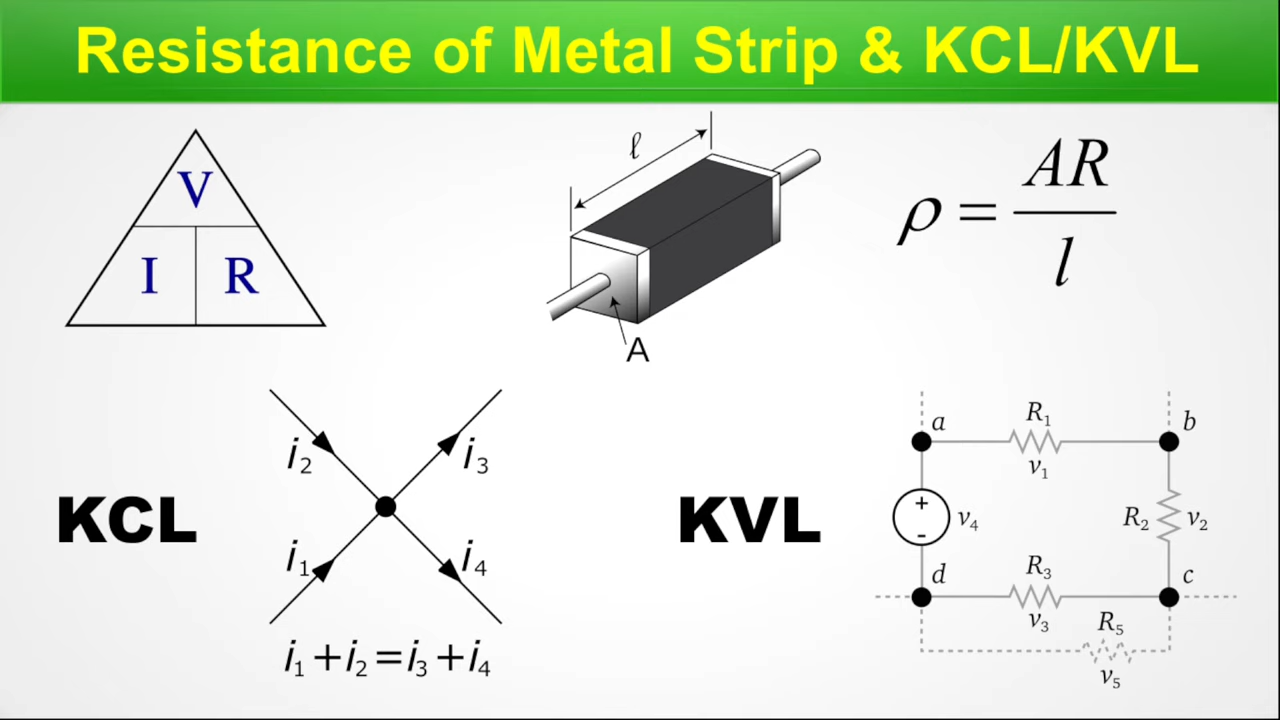 Resistance of Metal Strip & KCL/KVL
V
I R
ℓ
A
ρ = AR
l
KCL
i₂
i₃
i₁
i₄
i₁+i₂=i₃+i₄
KVL
a
R₁
b
v₁
+
-
v₄
R₂
v₂
d
R₃
c
v₃
R₅
v₅